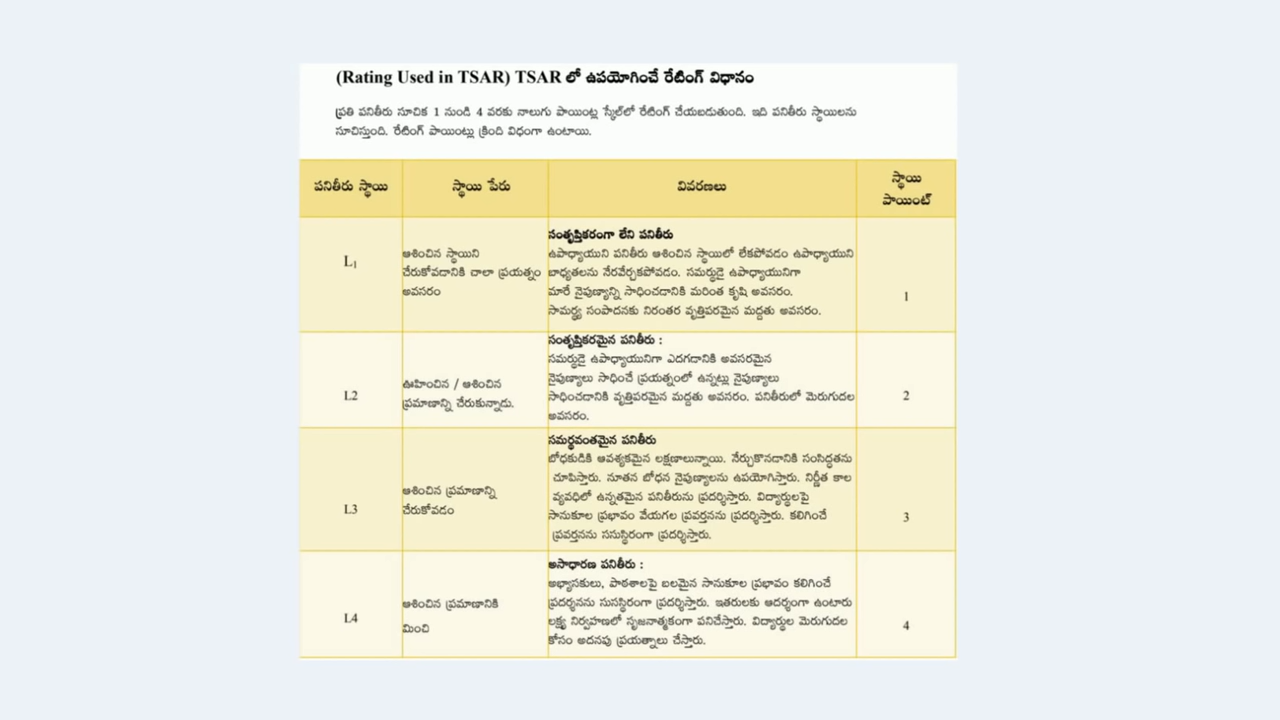 (Rating Used in TSAR) TSAR లో ఉపయోగించే రేటింగ్ విధానం
ప్రతి పనితీరు సూచిక 1 నుండి 4 వరకు నాలుగు పాయింట్ల స్కేల్‌లో రేటింగ్ చేయబడుతుంది. ఇది పనితీరు స్థాయిలను
సూచిస్తుంది. రేటింగ్ పాయింట్లు క్రింది విధంగా ఉంటాయి.
పనితీరు స్థాయి
స్థాయి పేరు
వివరణలు
స్థాయి
పాయింట్
L1
ఆశించిన స్థాయిని
చేరుకోవడానికి చాలా ప్రయత్నం
అవసరం
సంతృప్తికరంగా లేని పనితీరు
ఉపాధ్యాయుని పనితీరు ఆశించిన స్థాయిలో లేకపోవడం ఉపాధ్యాయుని
బాధ్యతలను నేరవేర్చకపోవడం. సమర్థుడై ఉపాధ్యాయునిగా
మారే నైపుణ్యాన్ని సాధించడానికి మరింత కృషి అవసరం.
సామర్థ్య సంపాదనకు నిరంతర వృత్తిపరమైన మద్దతు అవసరం.
1
L2
ఊహించిన / ఆశించిన
ప్రమాణాన్ని చేరుకున్నాడు.
సంతృప్తికరమైన పనితీరు :
సమర్థుడై ఉపాధ్యాయునిగా ఎదగడానికి అవసరమైన
నైపుణ్యాలు సాధించే ప్రయత్నంలో ఉన్నట్లు నైపుణ్యాలు
సాధించడానికి వృత్తిపరమైన మద్దతు అవసరం. పనితీరులో మెరుగుదల
అవసరం.
2
L3
ఆశించిన ప్రమాణాన్ని
చేరుకోవడం
సమర్థవంతమైన పనితీరు
బోధకుడికి ఆవశ్యకమైన లక్షణాలున్నాయి. నేర్చుకొనడానికి సంసిద్ధతను
చూపిస్తారు. నూతన బోధన నైపుణ్యాలను ఉపయోగిస్తారు. నిర్ణీత కాల
వ్యవధిలో ఉన్నతమైన పనితీరును ప్రదర్శిస్తారు. విద్యార్థులపై
సానుకూల ప్రభావం వేయగల ప్రవర్తనను ప్రదర్శిస్తారు. కలిగించే
ప్రవర్తనను ససుస్థిరంగా ప్రదర్శిస్తారు.
3
L4
ఆశించిన ప్రమాణానికి
మించి
అసాధారణ పనితీరు :
అభ్యాసకులు, పాఠశాలపై బలమైన సానుకూల ప్రభావం కలిగించే
ప్రదర్శనను సుసస్థిరంగా ప్రదర్శిస్తారు. ఇతరులకు ఆదర్శంగా ఉంటారు
లక్ష్య నిర్వహణలో సృజనాత్మకంగా పనిచేస్తారు. విద్యార్థుల మెరుగుదల
కోసం అదనపు ప్రయత్నాలు చేస్తారు.
4